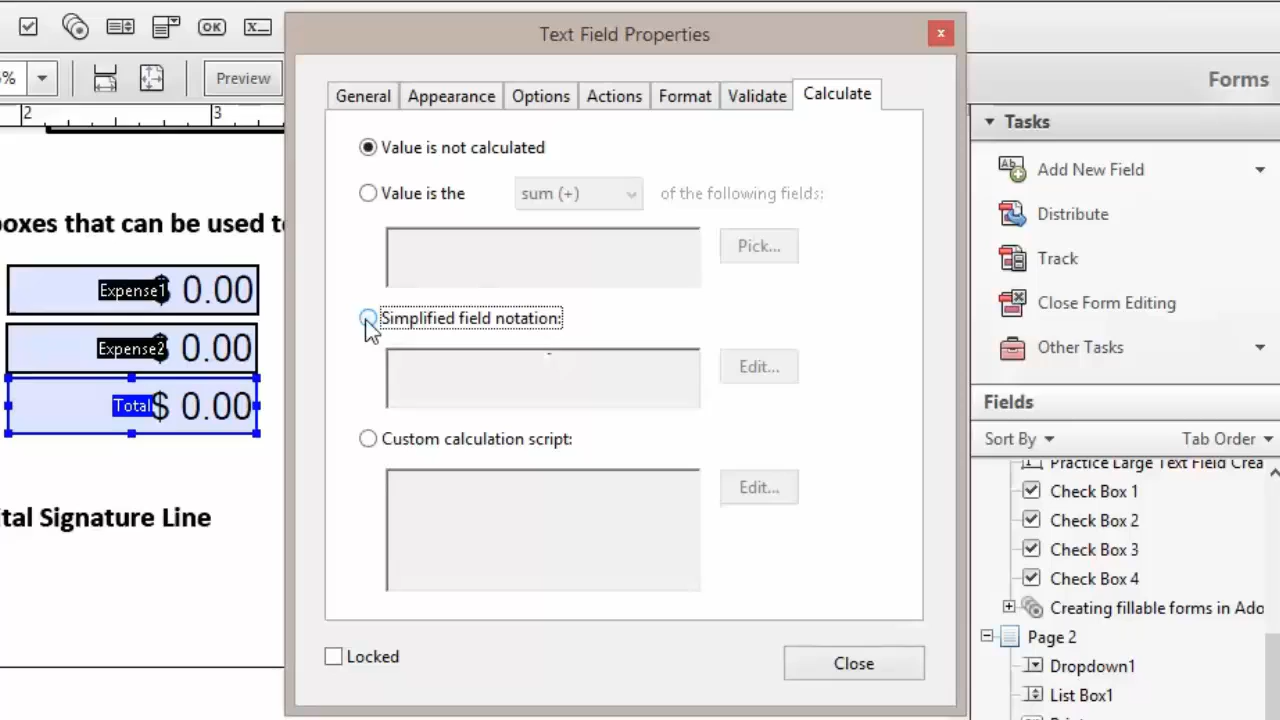 OK
%
Preview
2
3
boxes that can be used
Expense1
$ 0.00
Expense2
$ 0.00
Total
$ 0.00
tal Signature Line
Text Field Properties
x
General
Appearance
Options
Actions
Format
Validate
Calculate
Value is not calculated
Value is the
sum (+)
of the following fields:
Pick...
Simplified field notation:
Edit...
Custom calculation script:
Edit...
Locked
Close
Forms
Tasks
Add New Field
Distribute
Track
Close Form Editing
Other Tasks
Fields
Sort By
Tab Order
Practice Large Text Field Crea
Check Box 1
Check Box 2
Check Box 3
Check Box 4
Creating fillable forms in Ado
Page 2
Dropdown1
List Box1